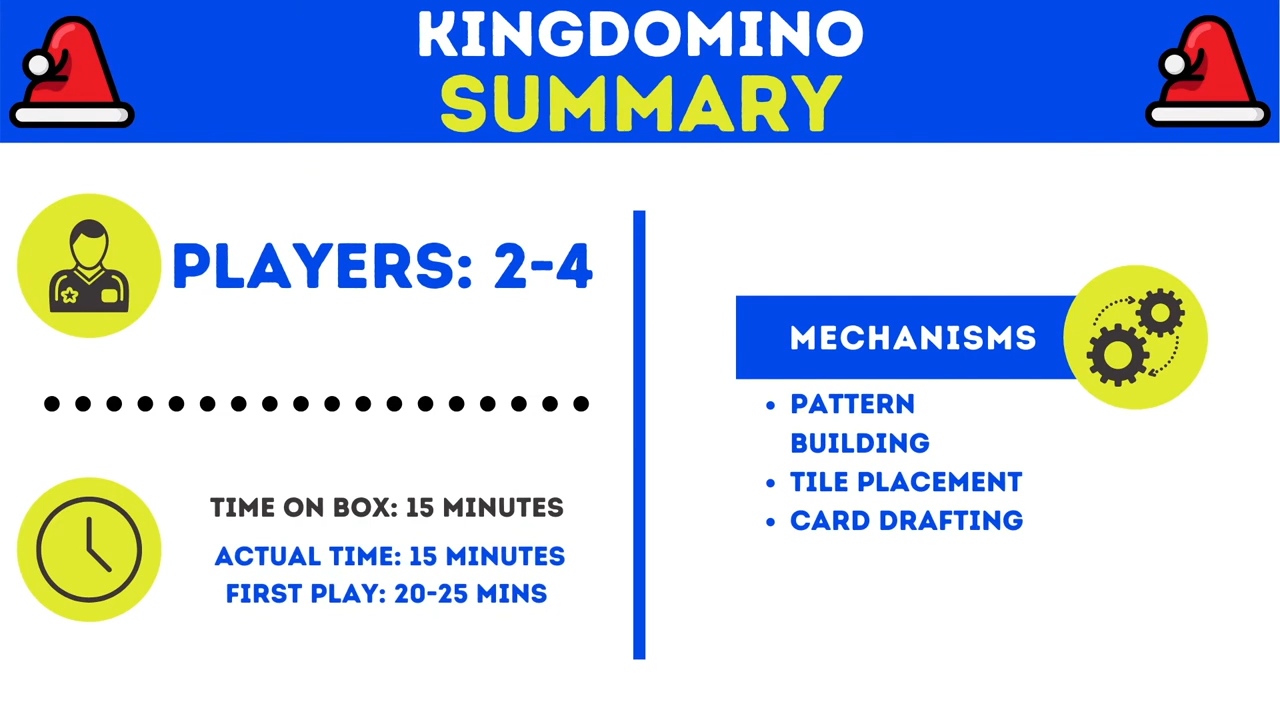 KINGDOMINO
SUMMARY
PLAYERS: 2-4
TIME ON BOX: 15 MINUTES
ACTUAL TIME: 15 MINUTES
FIRST PLAY: 20-25 MINS
MECHANISMS
• PATTERN
BUILDING
• TILE PLACEMENT
• CARD DRAFTING